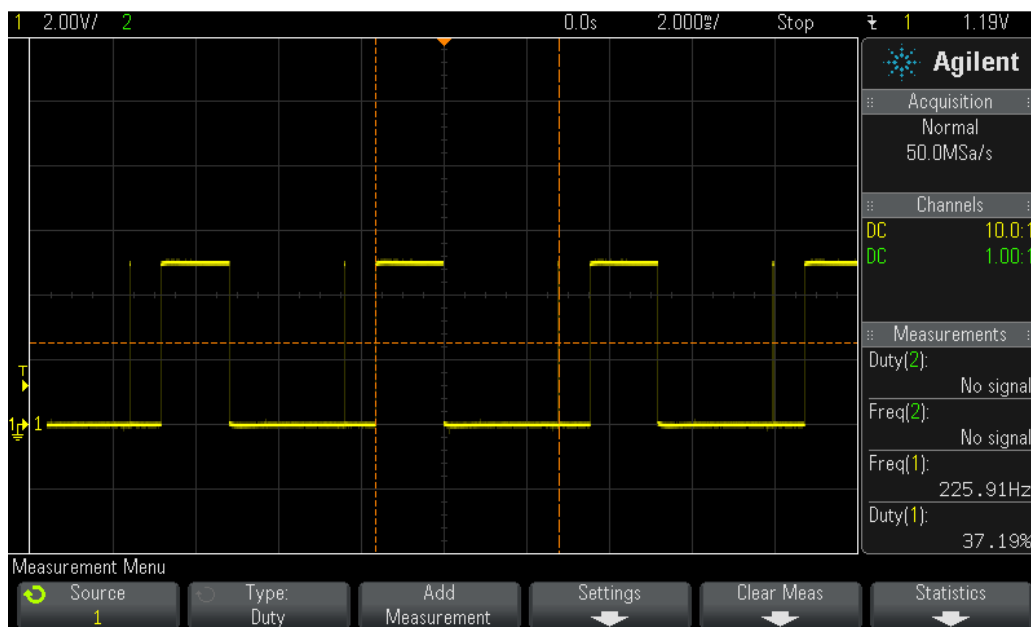 1 2.00V/ 2 0.0s 2.000ms/ Stop 1 1.19V
Agilent
Acquisition
Normal
50.0MSa/s
Channels
DC 10.0:1
DC 1.00:1
Measurements
Duty(2):
No signal
Freq(2):
No signal
Freq(1):
225.91Hz
Duty(1):
37.19%
T
1 1
Measurement Menu
Source
1
Type:
Duty
Add
Measurement
Settings
Clear Meas
Statistics